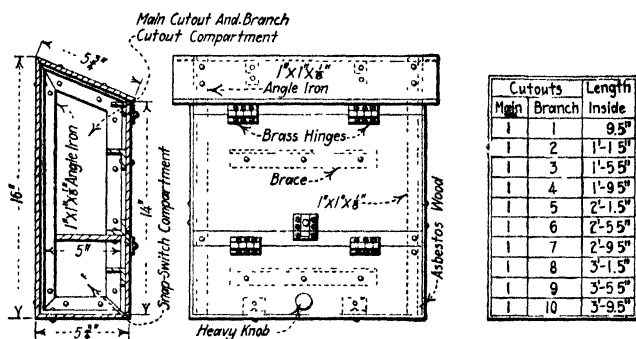 Main Cutout And Branch
Cutout Compartment
5 3/4"
16"
1"x1"x1/8" Angle Iron
14"
5"
Snap-Switch Compartment
5 3/4"
1"x1"x1/8"
Angle Iron
Brass Hinges
Brace
1"x1"x1/8"
Asbestos Wood
Heavy Knob
Cutouts Length
Main Branch Inside
1 1 9.5"
1 2 1'-1 5"
1 3 1'-5 5"
1 4 1'-9 5"
1 5 2'-1.5"
1 6 2'-5 5"
1 7 2'-9 5"
1 8 3'-1.5"
1 9 3'-5 5"
1 10 3'-9.5"